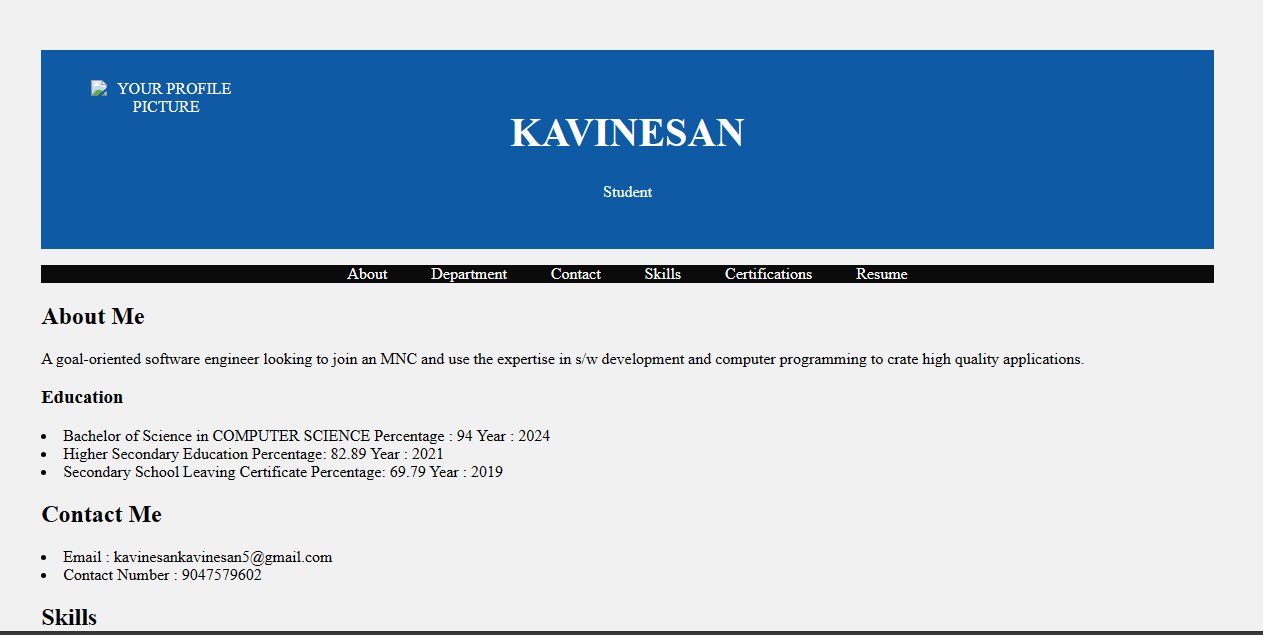 YOUR PROFILE
PICTURE
KAVINESAN
Student
About Department Contact Skills Certifications Resume
About Me
A goal-oriented software engineer looking to join an MNC and use the expertise in s/w development and computer programming to crate high quality applications.
Education
• Bachelor of Science in COMPUTER SCIENCE Percentage : 94 Year : 2024
• Higher Secondary Education Percentage: 82.89 Year : 2021
• Secondary School Leaving Certificate Percentage: 69.79 Year : 2019
Contact Me
• Email : kavinesankavinesan5@gmail.com
• Contact Number : 9047579602
Skills